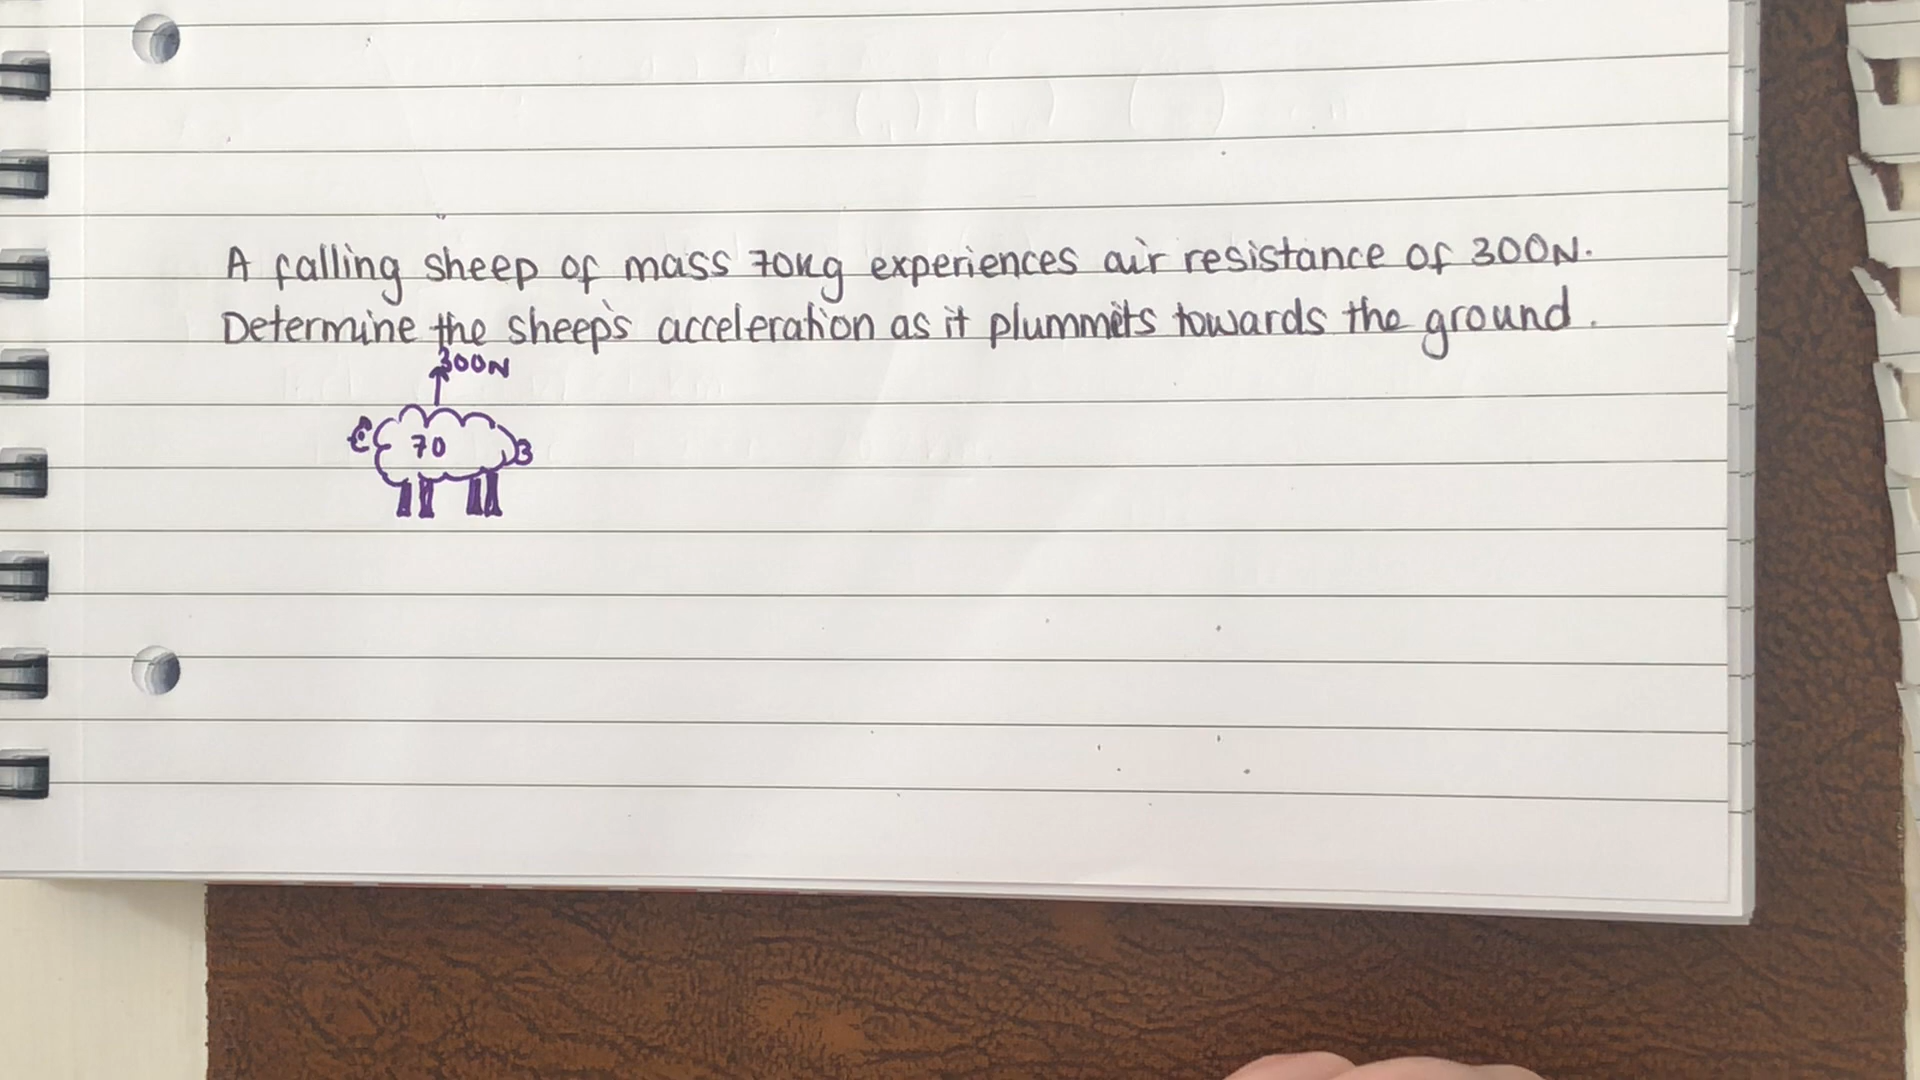 A falling sheep of mass 70kg experiences air resistance of 300N.
Determine the sheep's acceleration as it plummets towards the ground.
300N
70